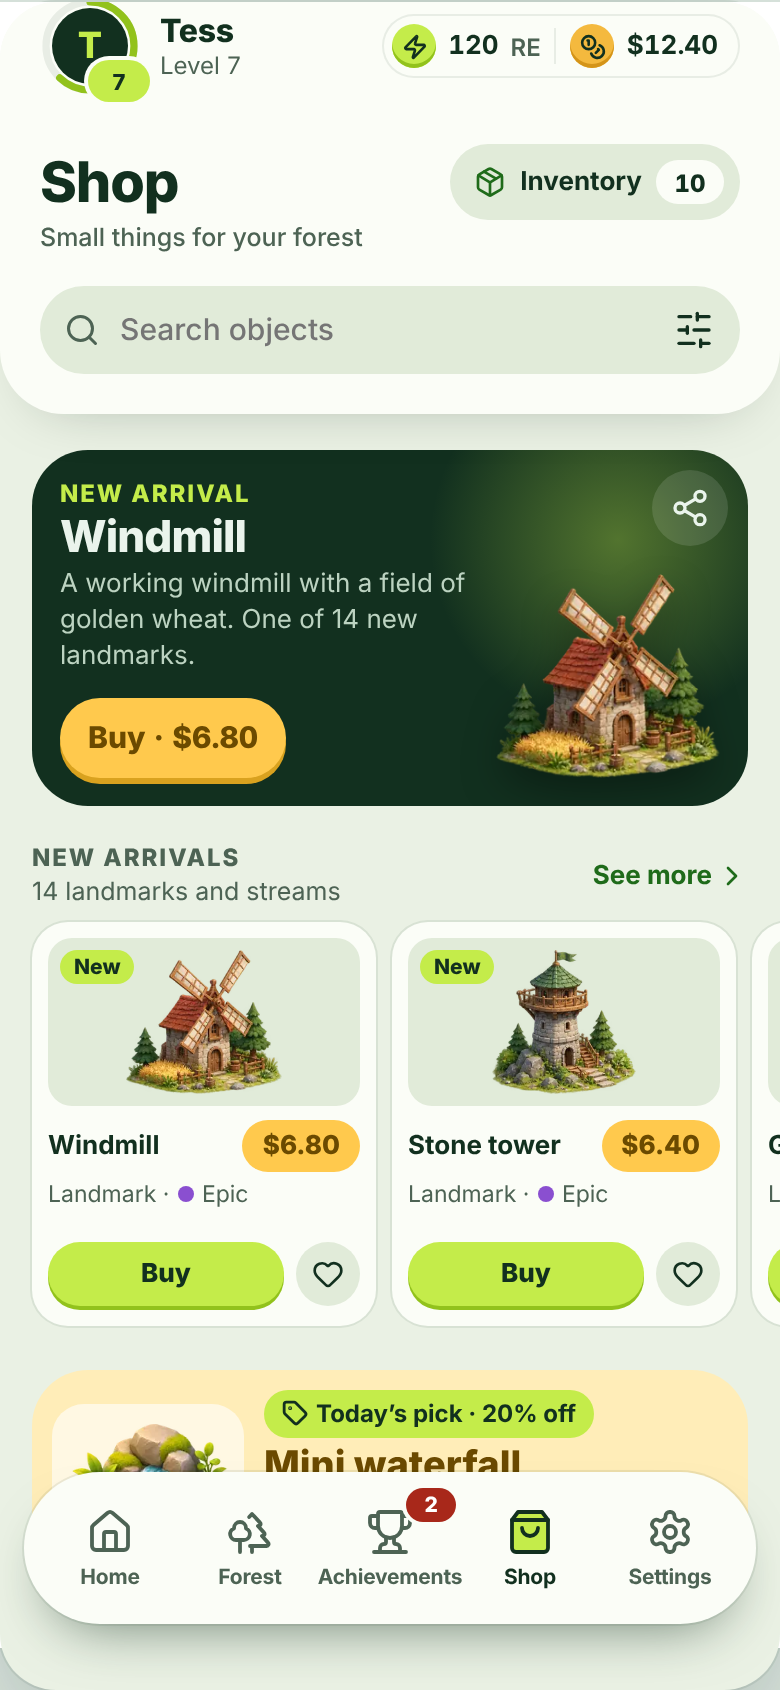 T
7
Tess
Level 7
120 RE
$12.40
Shop
Inventory 10
Small things for your forest
Search objects
NEW ARRIVAL
Windmill
A working windmill with a field of
golden wheat. One of 14 new
landmarks.
Buy · $6.80
NEW ARRIVALS
14 landmarks and streams
See more
New
Windmill $6.80
Landmark · Epic
Buy
New
Stone tower $6.40
Landmark · Epic
Buy
Today's pick · 20% off
Mini waterfall
2
Home
Forest
Achievements
Shop
Settings